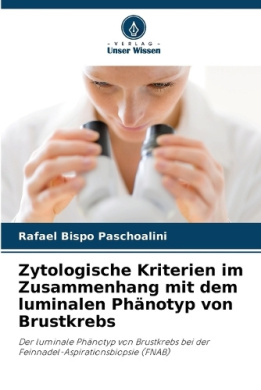 VERLAG
Unser Wissen
Rafael Bispo Paschoalini
Zytologische Kriterien im
Zusammenhang mit dem
luminalen Phänotyp von
Brustkrebs
Der luminale Phänotyp von Brustkrebs bei der
Feinnadel-Aspirationsbiopsie (FNAB)